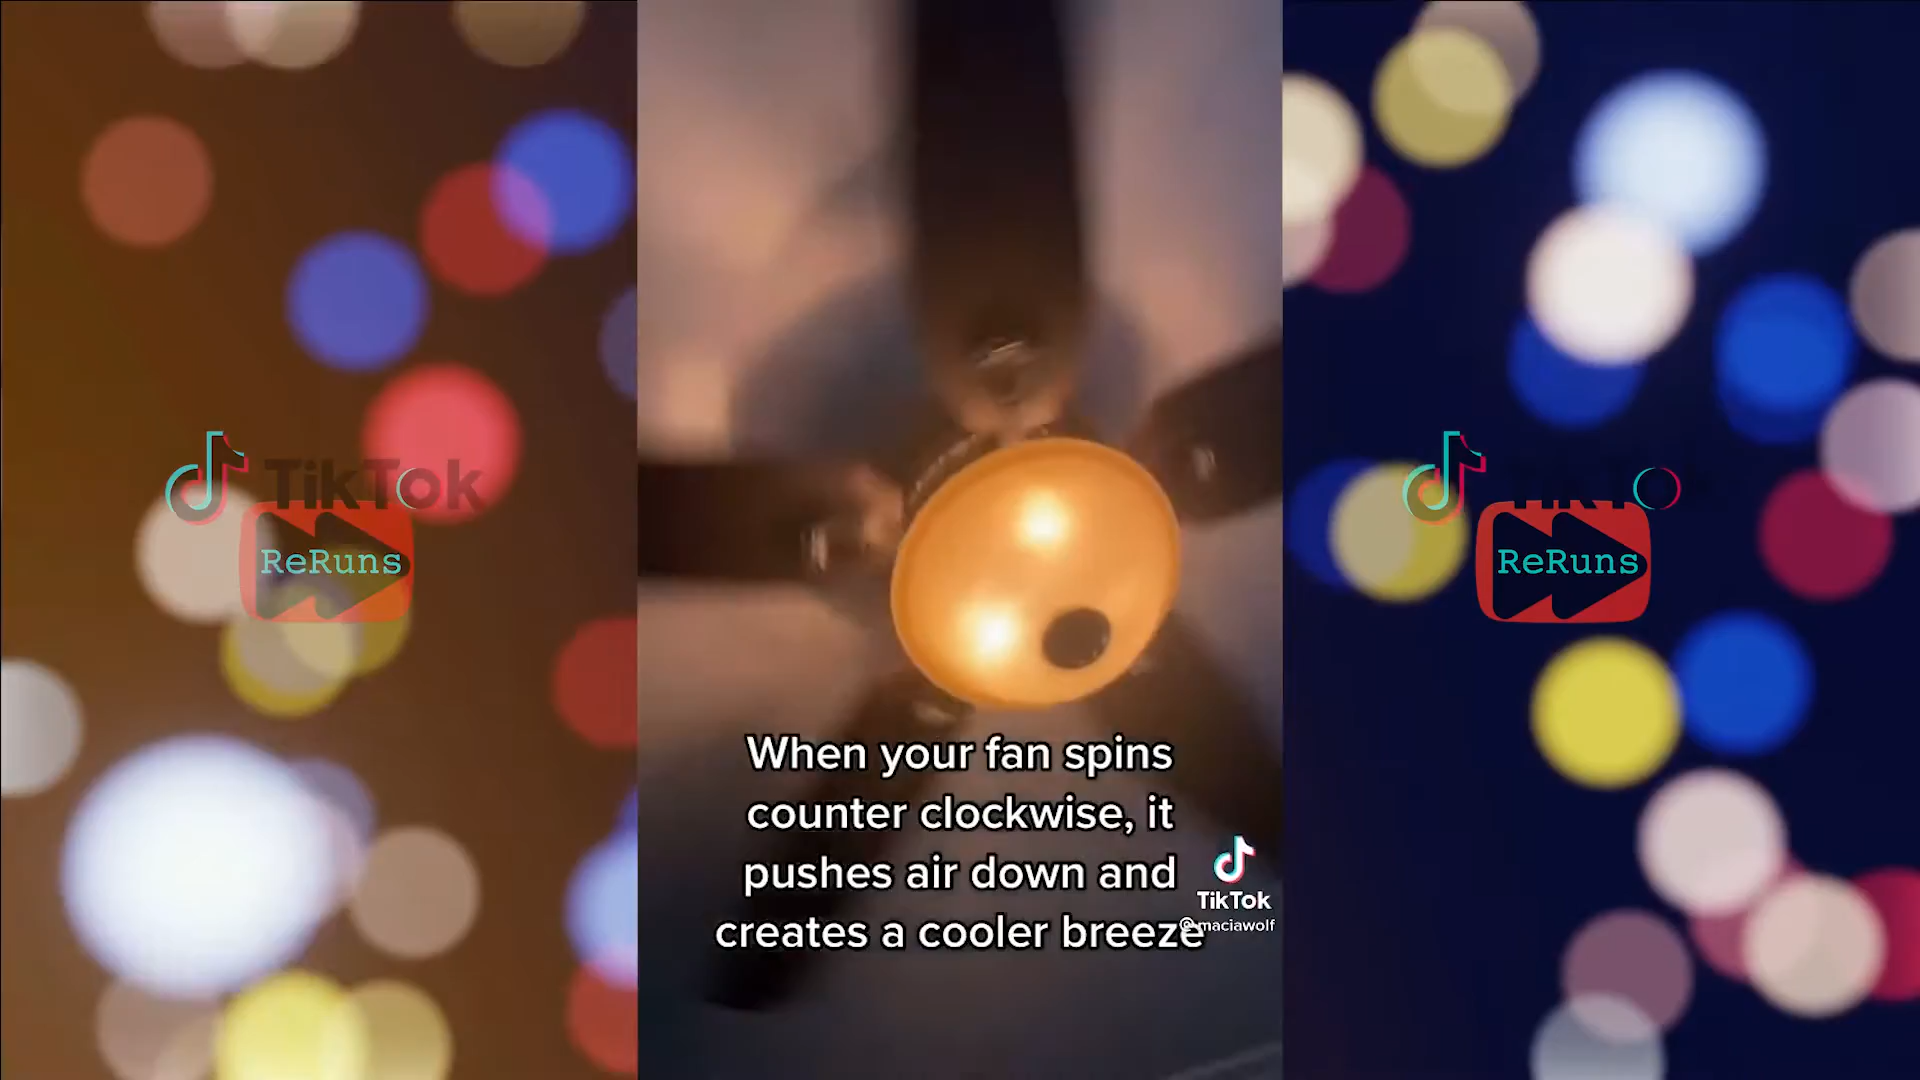 TikTok
ReRuns
When your fan spins
counter clockwise, it
pushes air down and
creates a cooler breeze
TikTok
@maciawolf
TikTok
ReRuns